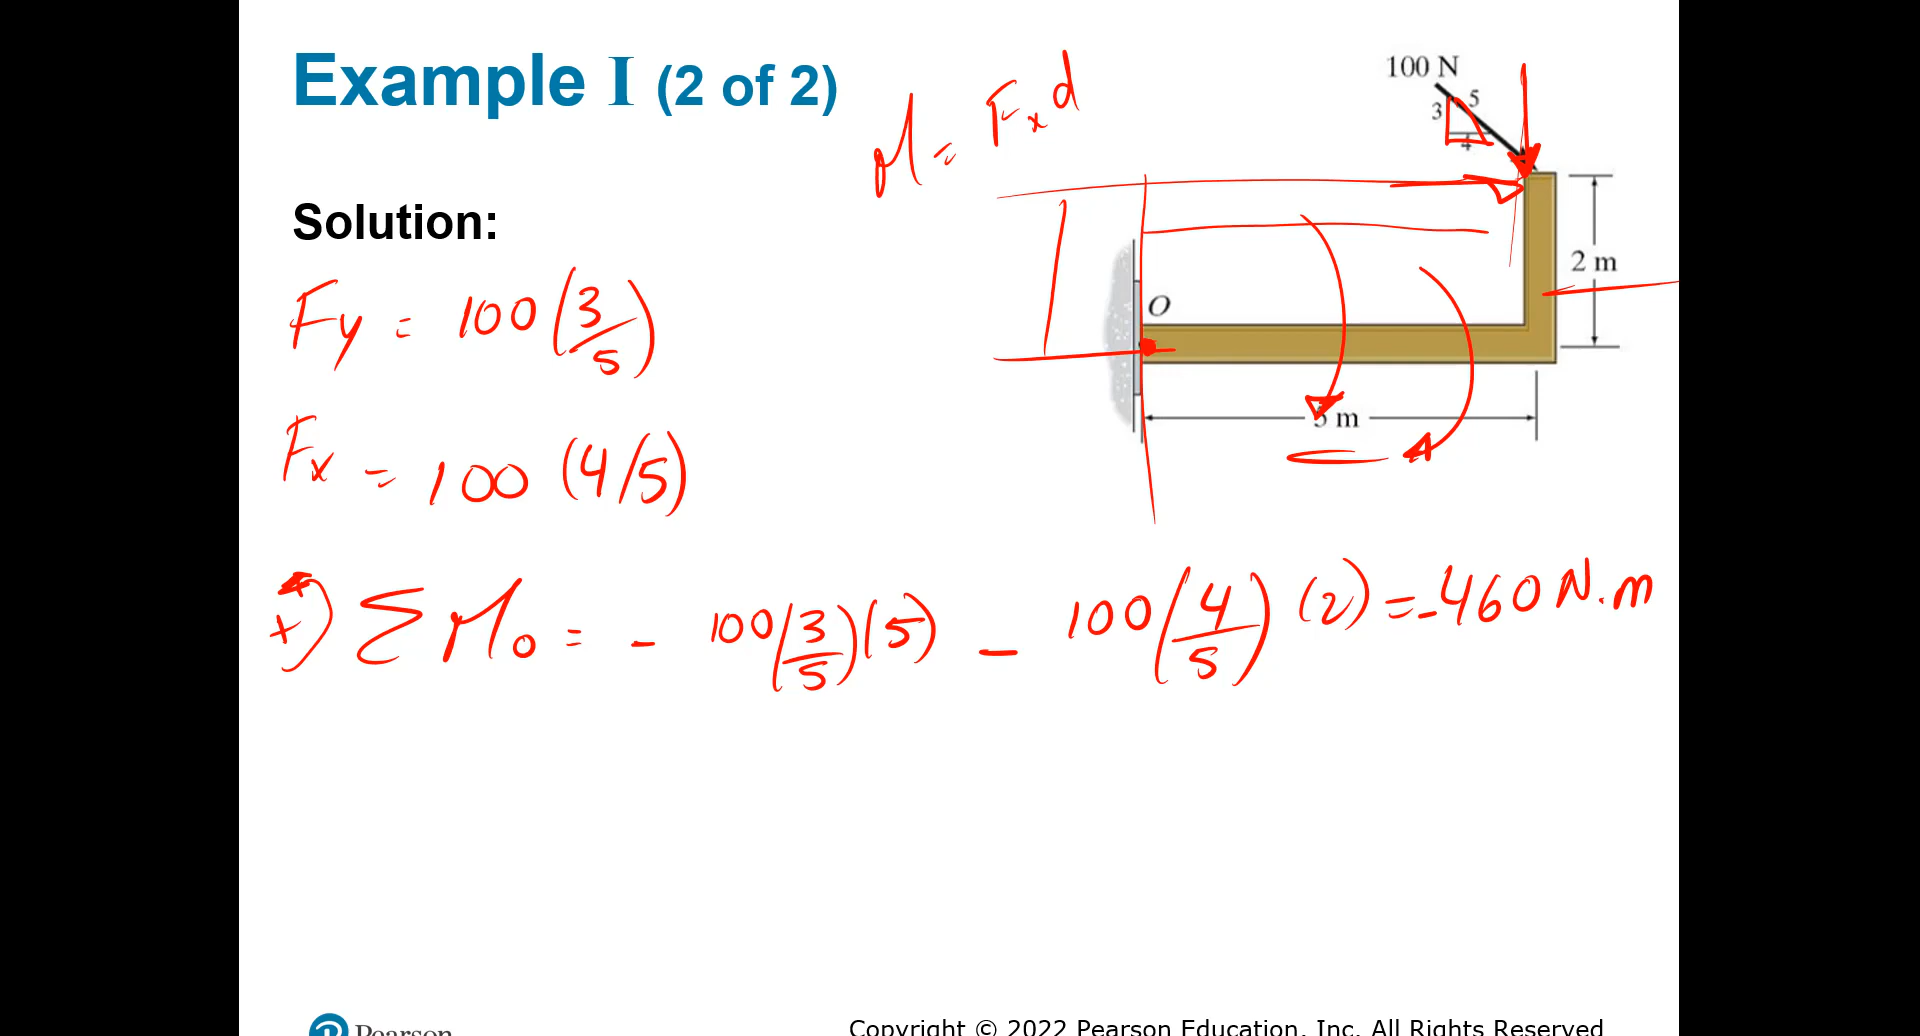 Example I (2 of 2)
M = Fx d
100 N
3
5
4
Solution:
2 m
O
Fy = 100 (3/5)
5 m
Fx = 100 (4/5)
+) ΣMo = - 100 (3/5)(5) - 100 (4/5) (2) = -460 N.m
Pearson
Copyright © 2022 Pearson Education, Inc. All Rights Reserved